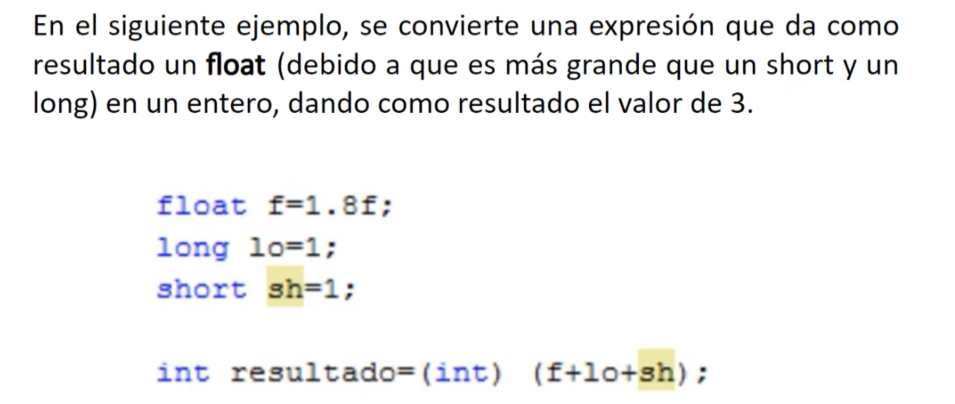 En el siguiente ejemplo, se convierte una expresión que da como
resultado un float (debido a que es más grande que un short y un
long) en un entero, dando como resultado el valor de 3.
float f=1.8f;
long lo=1;
short sh=1;
int resultado=(int) (f+lo+sh);